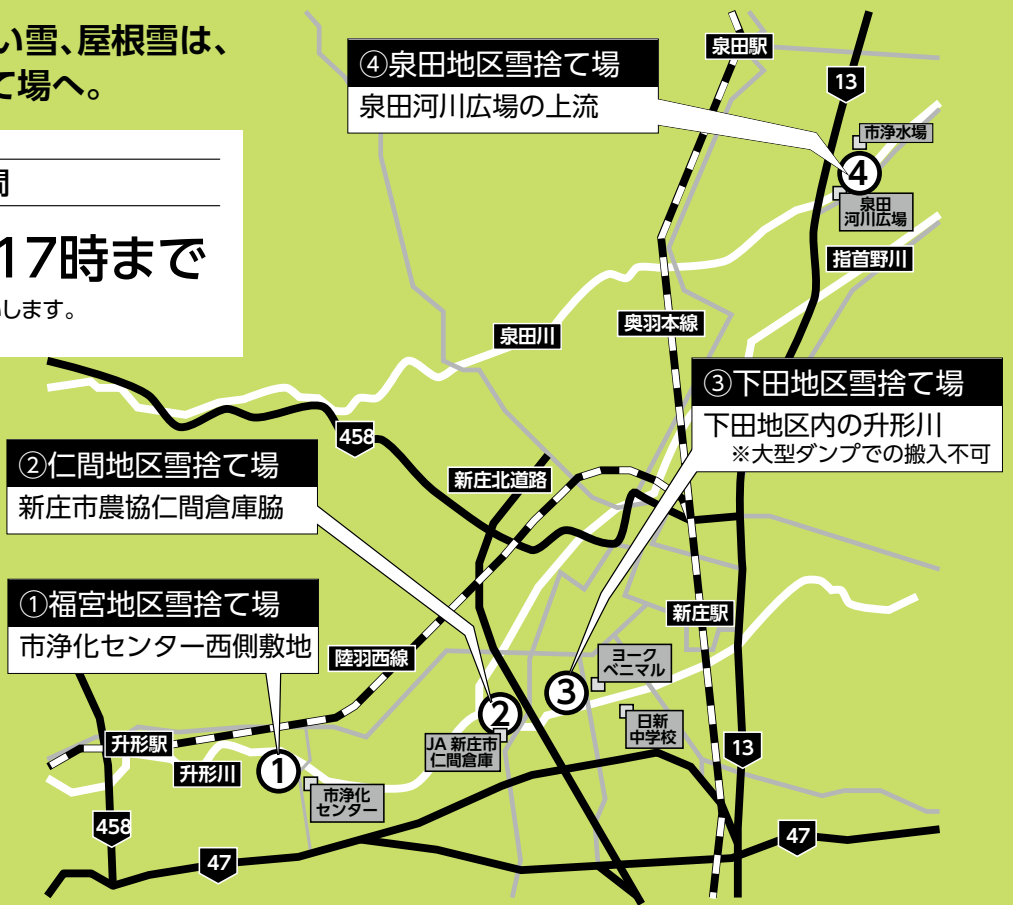 い雪、屋根雪は、
て場へ。
間
17時まで
します。
④泉田地区雪捨て場
泉田河川広場の上流
泉田駅
13
市浄水場
4
泉田
河川広場
指首野川
奥羽本線
泉田川
③下田地区雪捨て場
下田地区内の升形川
※大型ダンプでの搬入不可
458
②仁間地区雪捨て場
新庄市農協仁間倉庫脇
新庄北道路
①福宮地区雪捨て場
市浄化センター西側敷地
新庄駅
陸羽西線
ヨーク
ベニマル
3
2
日新
中学校
JA 新庄市
仁間倉庫
升形駅
升形川
1
市浄化
センター
13
458
47
47